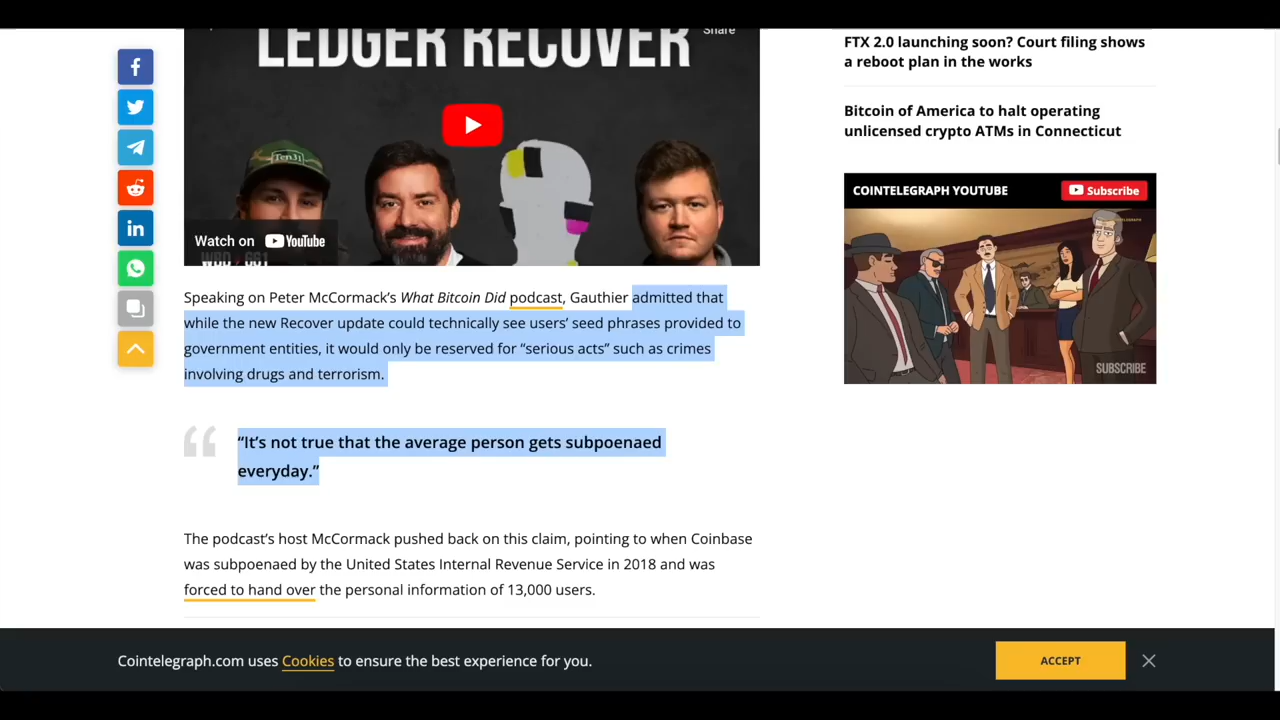 LEDGER RECOVER
Share
Ten31
Watch on YouTube
WBD 661
Speaking on Peter McCormack’s What Bitcoin Did podcast, Gauthier admitted that
while the new Recover update could technically see users’ seed phrases provided to
government entities, it would only be reserved for “serious acts” such as crimes
involving drugs and terrorism.
“It’s not true that the average person gets subpoenaed
everyday.”
The podcast’s host McCormack pushed back on this claim, pointing to when Coinbase
was subpoenaed by the United States Internal Revenue Service in 2018 and was
forced to hand over the personal information of 13,000 users.
FTX 2.0 launching soon? Court filing shows
a reboot plan in the works
Bitcoin of America to halt operating
unlicensed crypto ATMs in Connecticut
COINTELEGRAPH YOUTUBE
Subscribe
SUBSCRIBE
Cointelegraph.com uses Cookies to ensure the best experience for you.
ACCEPT